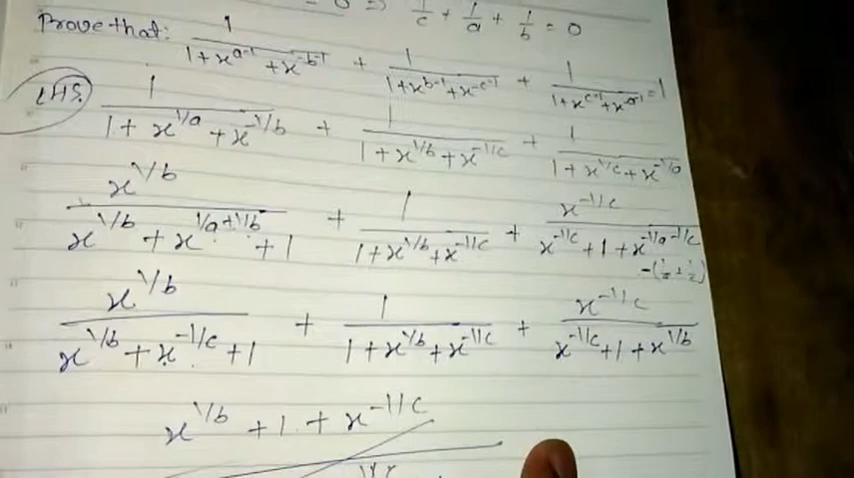 = 0 ⇒ 1/c + 1/a + 1/b = 0
Prove that: 1/(1+x^(a^-1)+x^(-b^-1)) + 1/(1+x^(b^-1)+x^(-c^-1)) + 1/(1+x^(c^-1)+x^(-a^-1)) = 1
LHS 1/(1+x^(1/a)+x^(-1/b)) + 1/(1+x^(1/b)+x^(-1/c)) + 1/(1+x^(1/c)+x^(-1/a))
x^(1/b)/(x^(1/b)+x^(1/a+1/b)+1) + 1/(1+x^(1/b)+x^(-1/c)) + x^(-1/c)/(x^(-1/c)+1+x^(-1/a-1/c))
x^(1/b)/(x^(1/b)+x^(-1/c)+1) + 1/(1+x^(1/b)+x^(-1/c)) + x^(-1/c)/(x^(-1/c)+1+x^(1/b))
x^(1/b)+1+x^(-1/c)